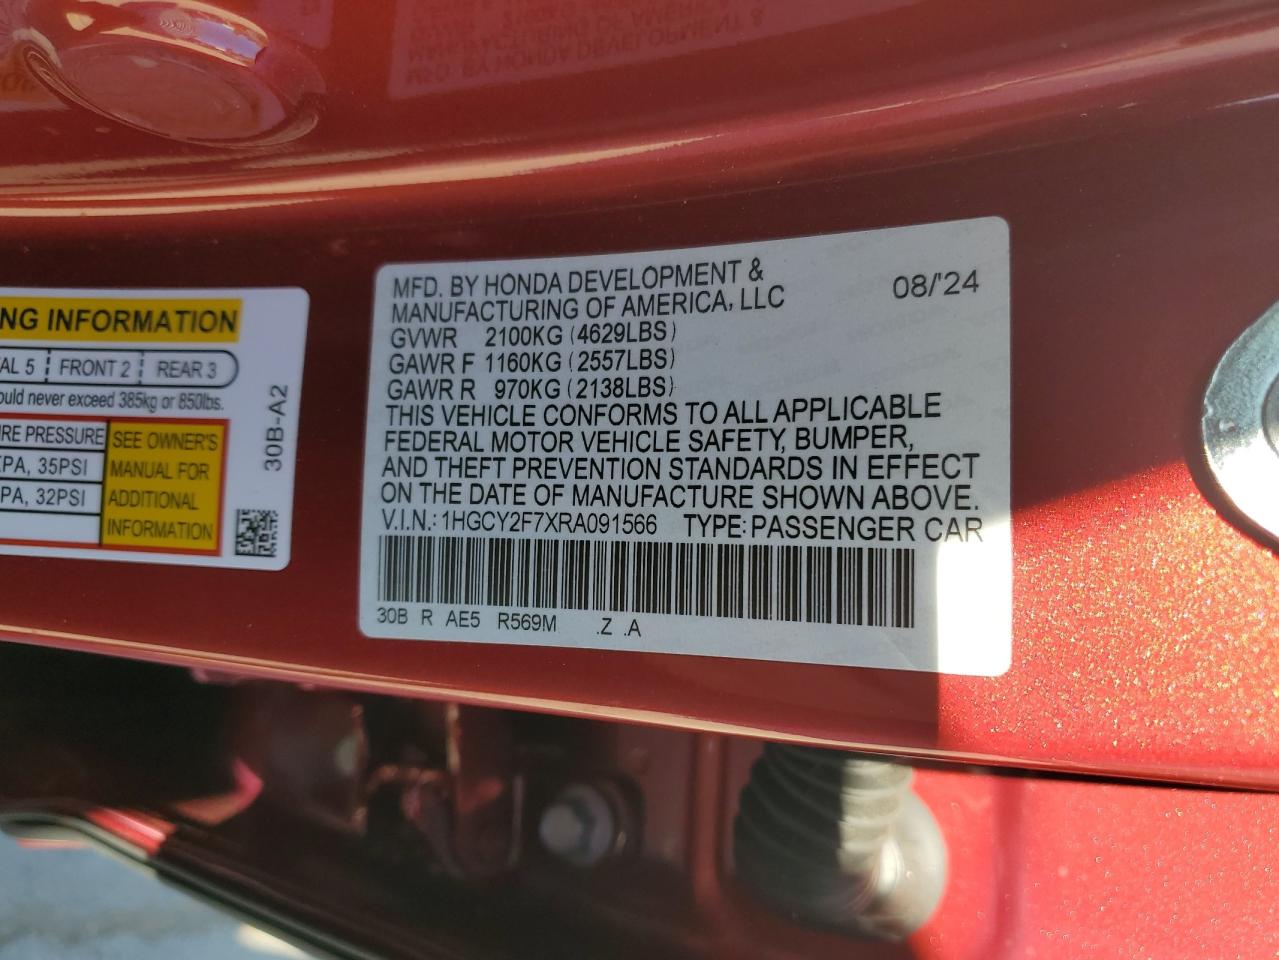 MFD. BY HONDA DEVELOPMENT &
MANUFACTURING OF AMERICA, LLC
08/'24
GVWR 2100KG (4629LBS)
GAWR F 1160KG (2557LBS)
GAWR R 970KG (2138LBS)
THIS VEHICLE CONFORMS TO ALL APPLICABLE
FEDERAL MOTOR VEHICLE SAFETY, BUMPER,
AND THEFT PREVENTION STANDARDS IN EFFECT
ON THE DATE OF MANUFACTURE SHOWN ABOVE.
V.I.N.: 1HGCY2F7XRA091566 TYPE: PASSENGER CAR
30B R AE5 R569M .Z .A
NG INFORMATION
AL 5 FRONT 2 REAR 3
ould never exceed 385kg or 850lbs.
IRE PRESSURE
PA, 35PSI
PA, 32PSI
SEE OWNER'S
MANUAL FOR
ADDITIONAL
INFORMATION
30B-A2